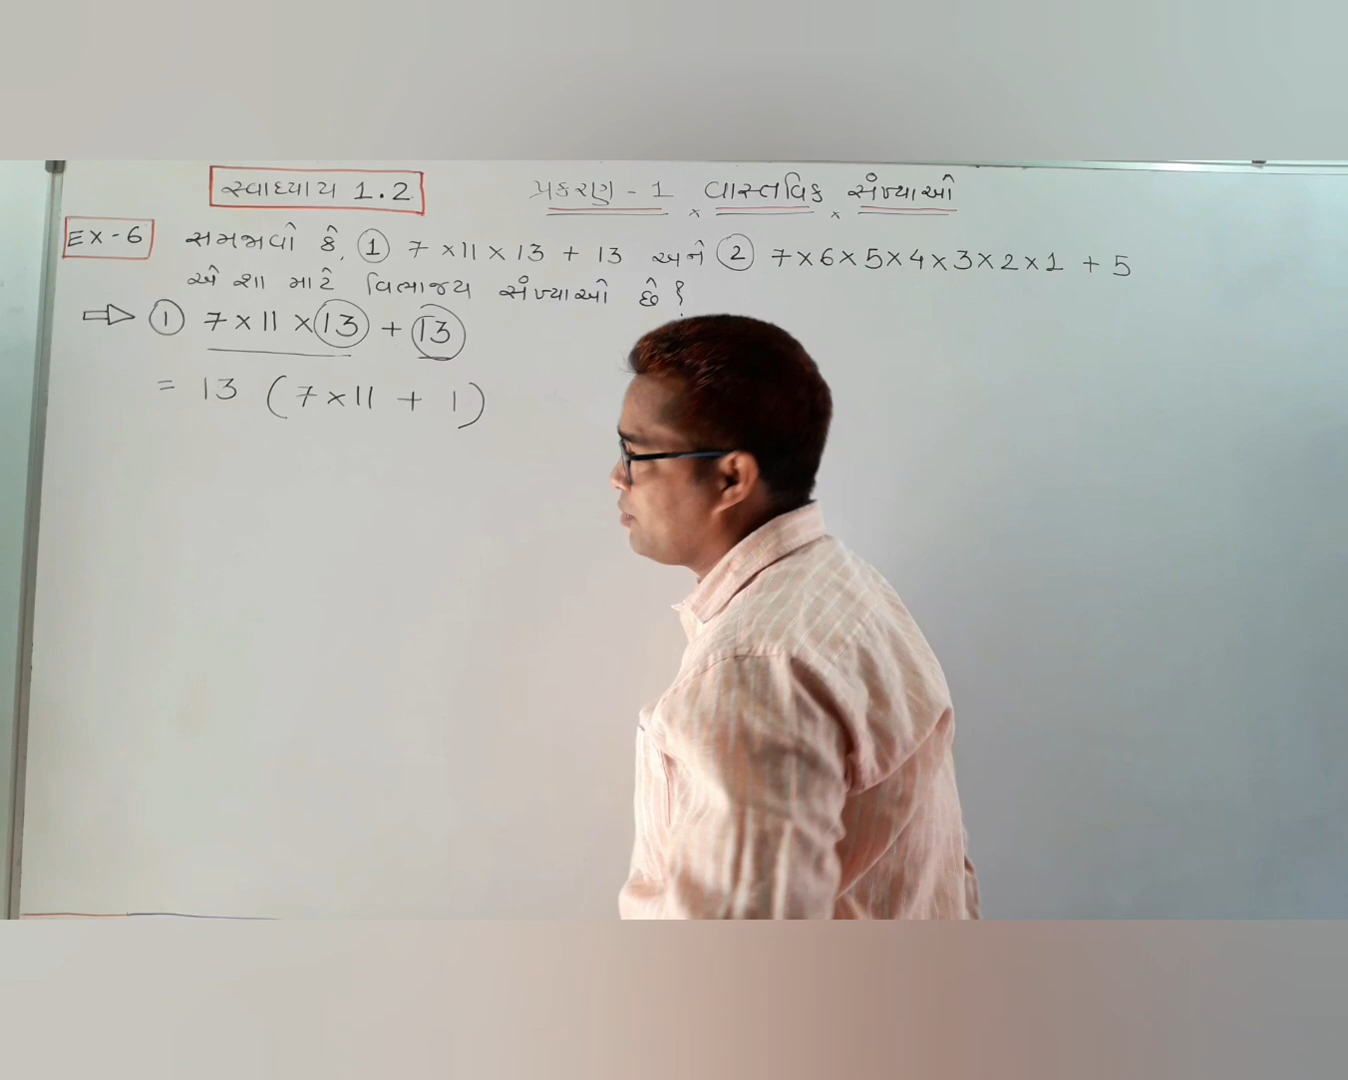 સ્વાધ્યાય 1.2
પ્રકરણ - 1 વાસ્તવિક સંખ્યાઓ
EX-6 સમજાવો કે, ① 7 × 11 × 13 + 13 અને ② 7 × 6 × 5 × 4 × 3 × 2 × 1 + 5
એ શા માટે વિભાજ્ય સંખ્યાઓ છે ?
⇒ ① 7 × 11 × 13 + 13
= 13 (7 × 11 + 1)